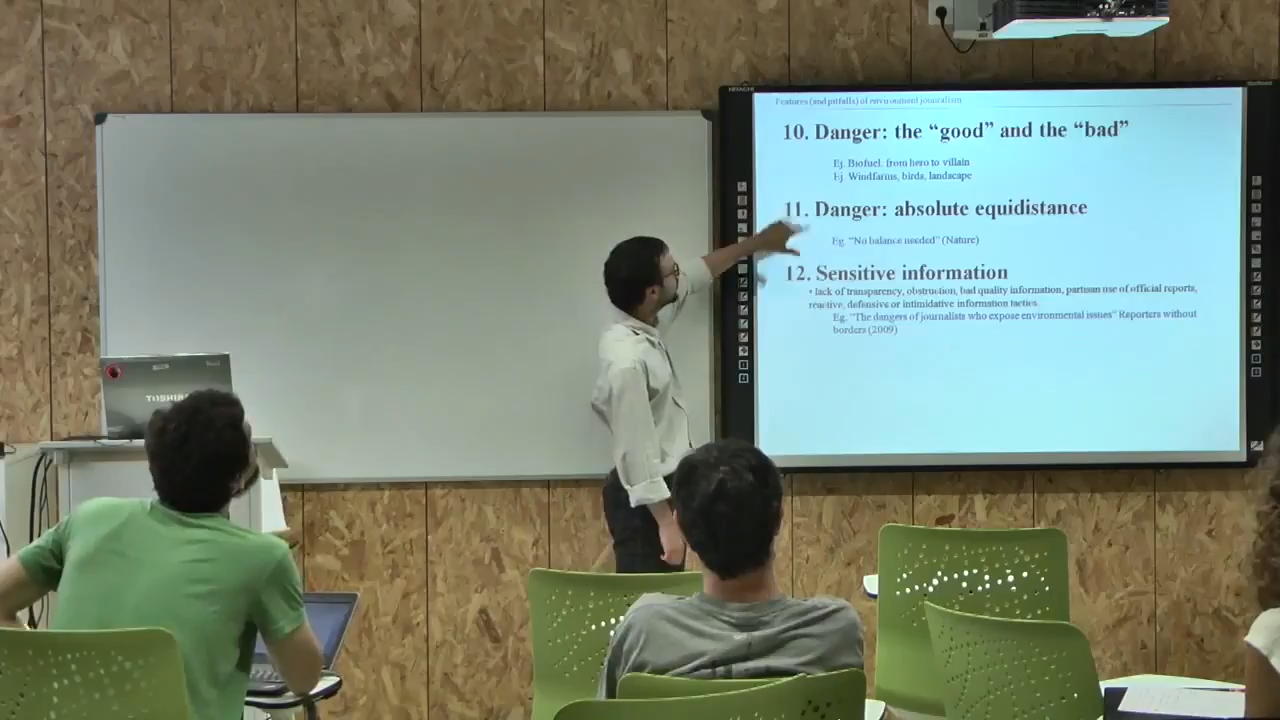 HITACHI
Features (and pitfalls) of environment journalism
10. Danger: the “good” and the “bad”
Ej. Biofuel, from hero to villain
Ej. Windfarms, birds, landscape
11. Danger: absolute equidistance
Eg. “No balance needed” (Nature)
12. Sensitive information
• lack of transparency, obstruction, bad quality information, partisan use of official reports,
reactive, defensive or intimidative information tactics.
Eg. “The dangers of journalists who expose environmental issues” Reporters without
borders (2009)
TOSHIBA